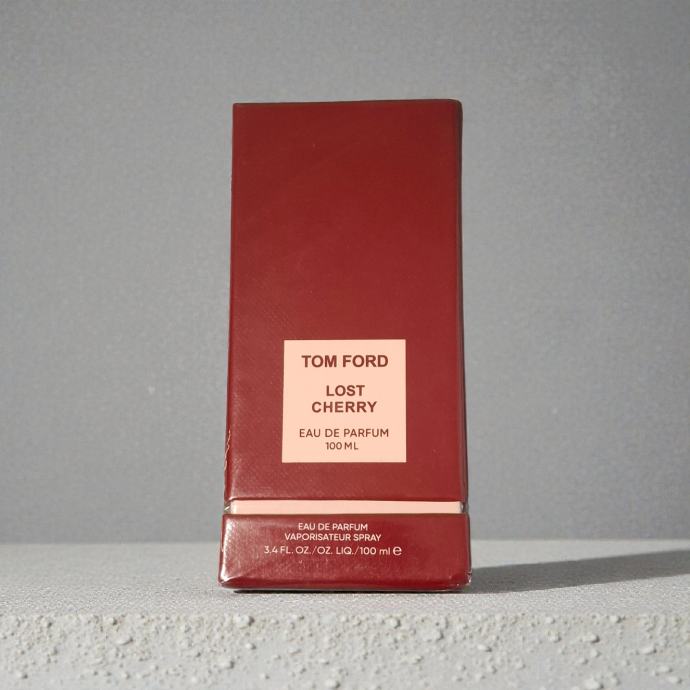 TOM FORD
LOST
CHERRY
EAU DE PARFUM
100 ML
EAU DE PARFUM
VAPORISATEUR SPRAY
3.4 FL. OZ./OZ. LIQ./100 ml ℮